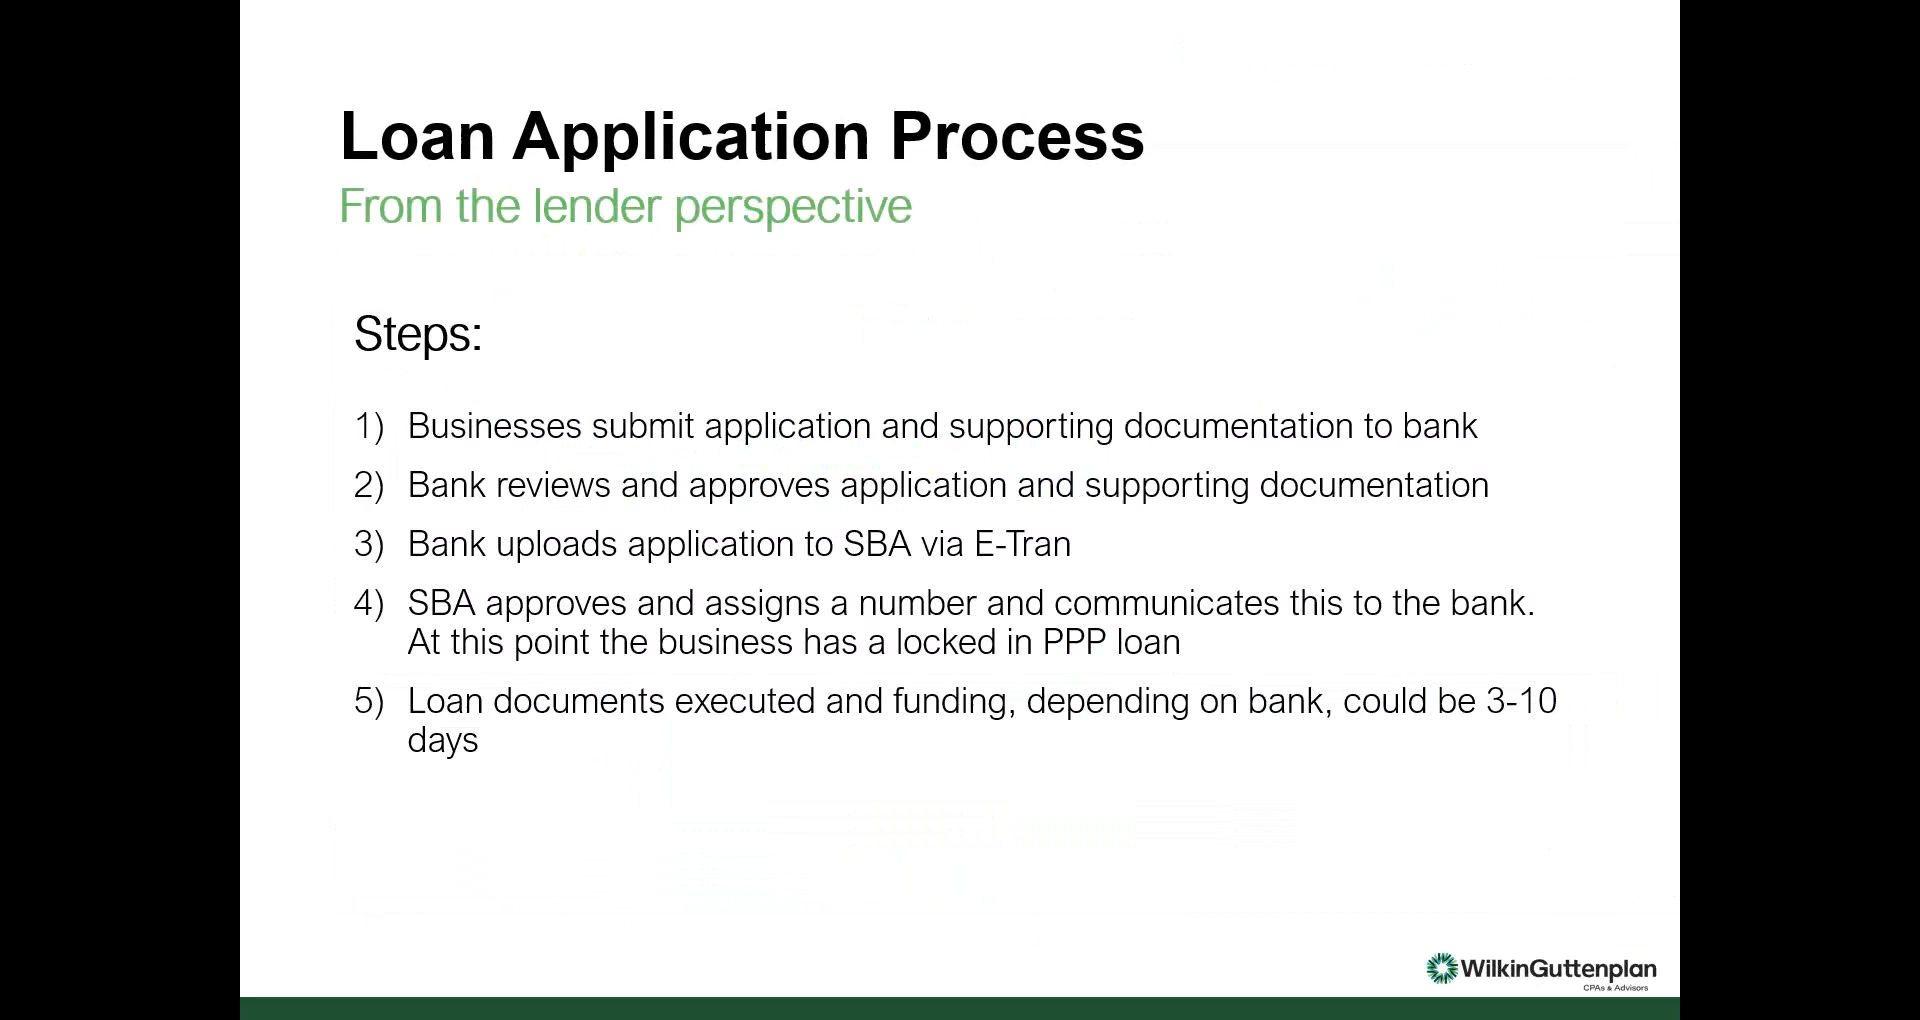 Loan Application Process
From the lender perspective
Steps:
1) Businesses submit application and supporting documentation to bank
2) Bank reviews and approves application and supporting documentation
3) Bank uploads application to SBA via E-Tran
4) SBA approves and assigns a number and communicates this to the bank.
At this point the business has a locked in PPP loan
5) Loan documents executed and funding, depending on bank, could be 3-10
days
WilkinGuttenplan
CPAs & Advisors